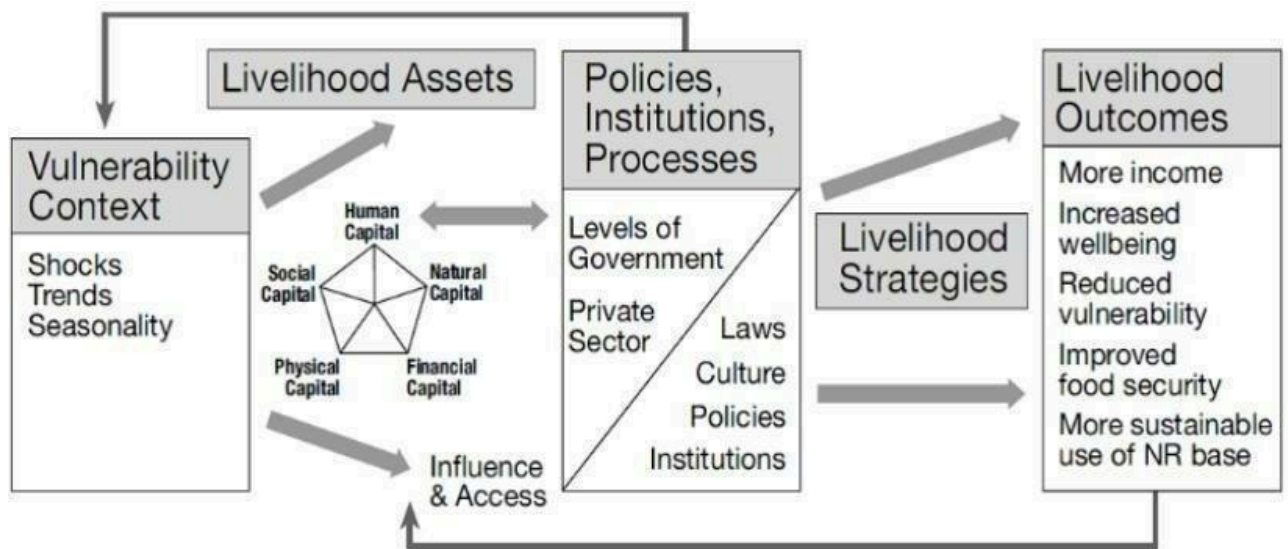 Livelihood Assets
Vulnerability
Context
Shocks
Trends
Seasonality
Human
Capital
Social
Capital
Natural
Capital
Physical
Capital
Financial
Capital
Influence
& Access
Policies,
Institutions,
Processes
Levels of
Government
Private
Sector
Laws
Culture
Policies
Institutions
Livelihood
Strategies
Livelihood
Outcomes
More income
Increased
wellbeing
Reduced
vulnerability
Improved
food security
More sustainable
use of NR base